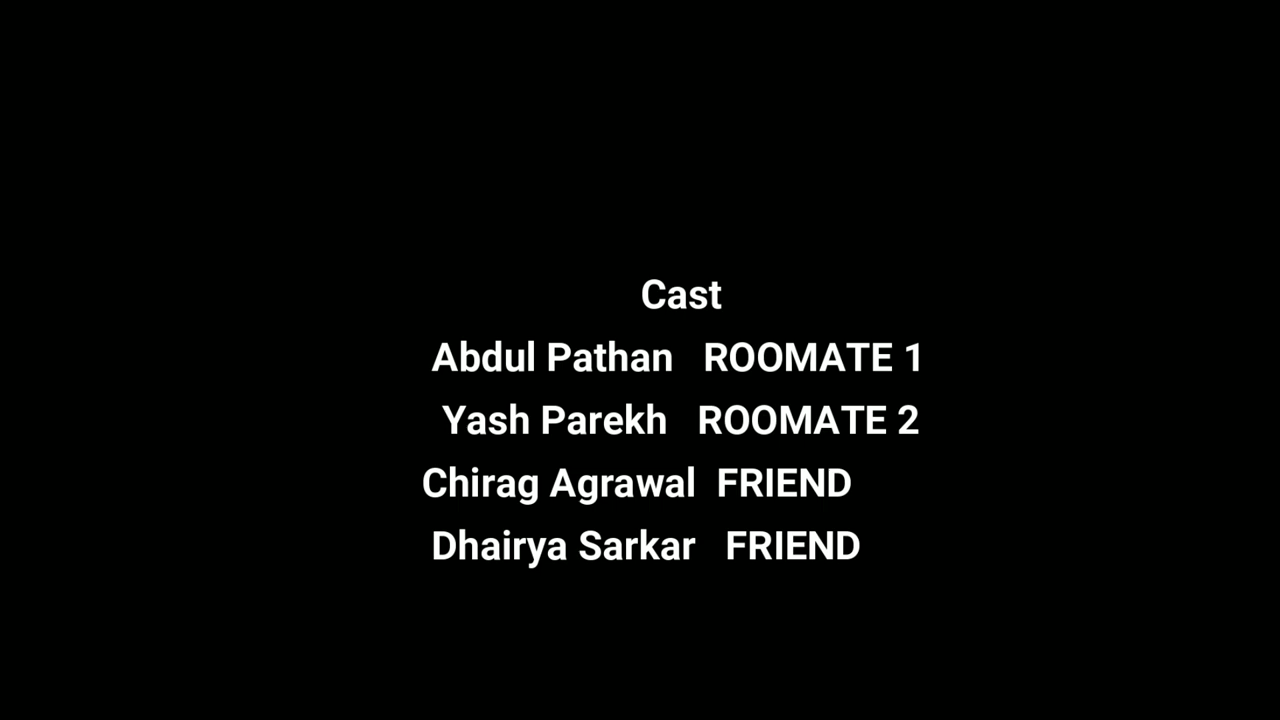 Cast
Abdul Pathan ROOMATE 1
Yash Parekh ROOMATE 2
Chirag Agrawal FRIEND
Dhairya Sarkar FRIEND